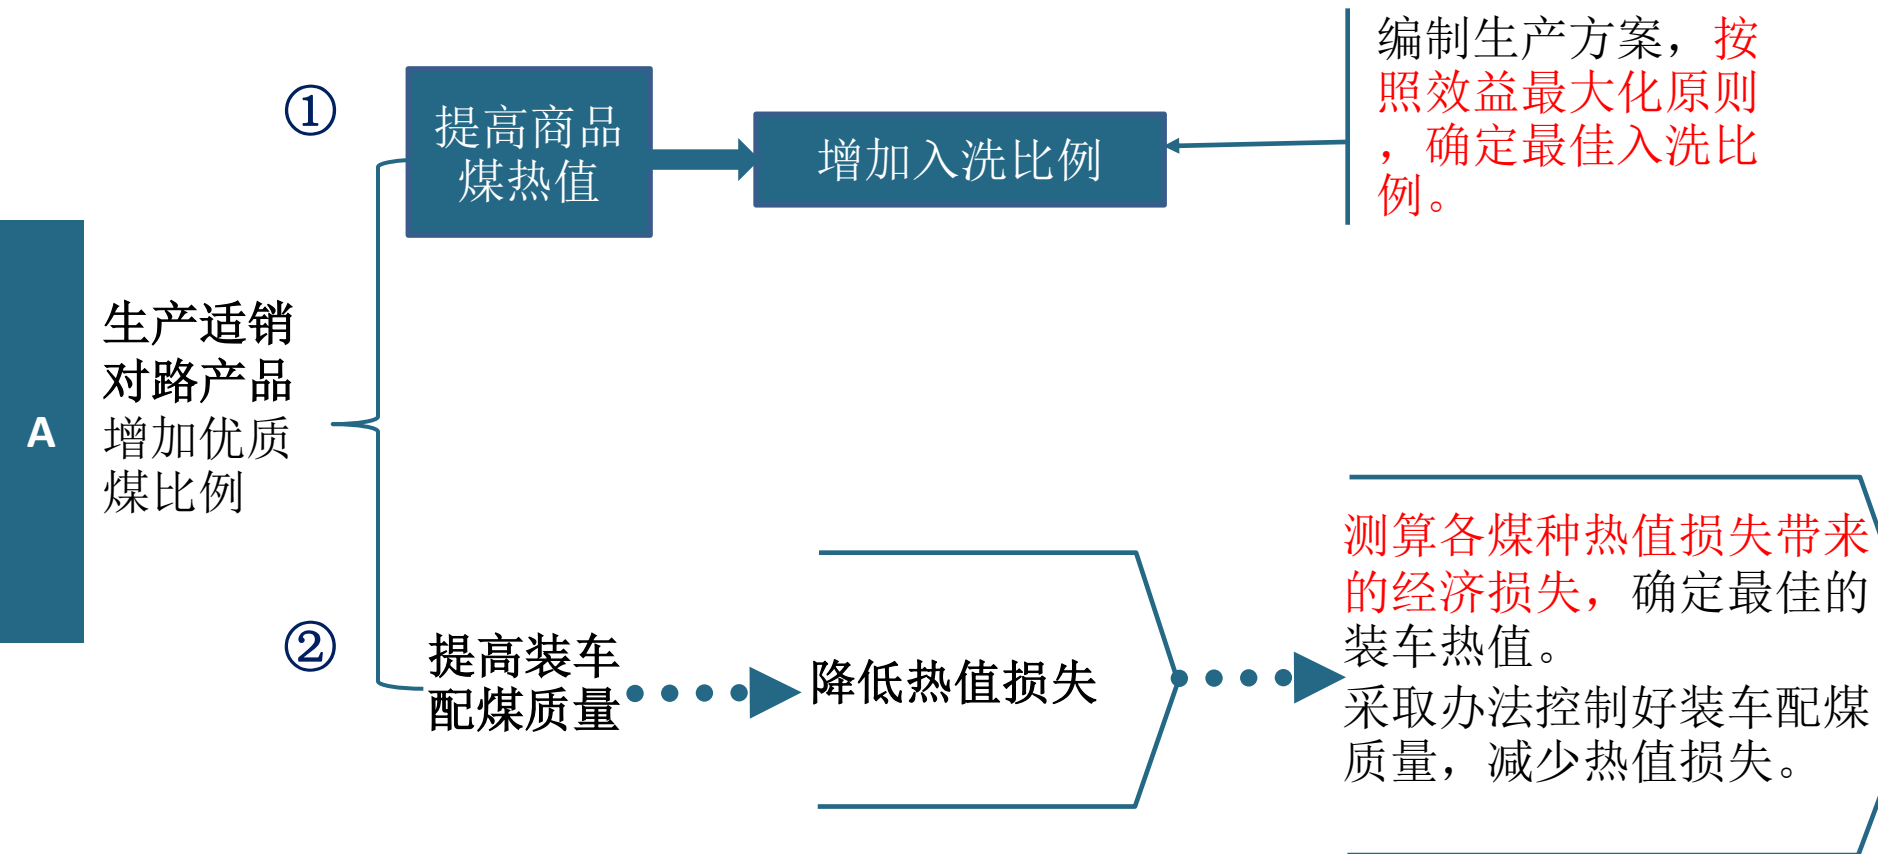 A
生产适销
对路产品
增加优质
煤比例
①
提高商品
煤热值
增加入洗比例
编制生产方案，按
照效益最大化原则
，确定最佳入洗比
例。
②
提高装车
配煤质量
降低热值损失
测算各煤种热值损失带来
的经济损失，确定最佳的
装车热值。
采取办法控制好装车配煤
质量，减少热值损失。